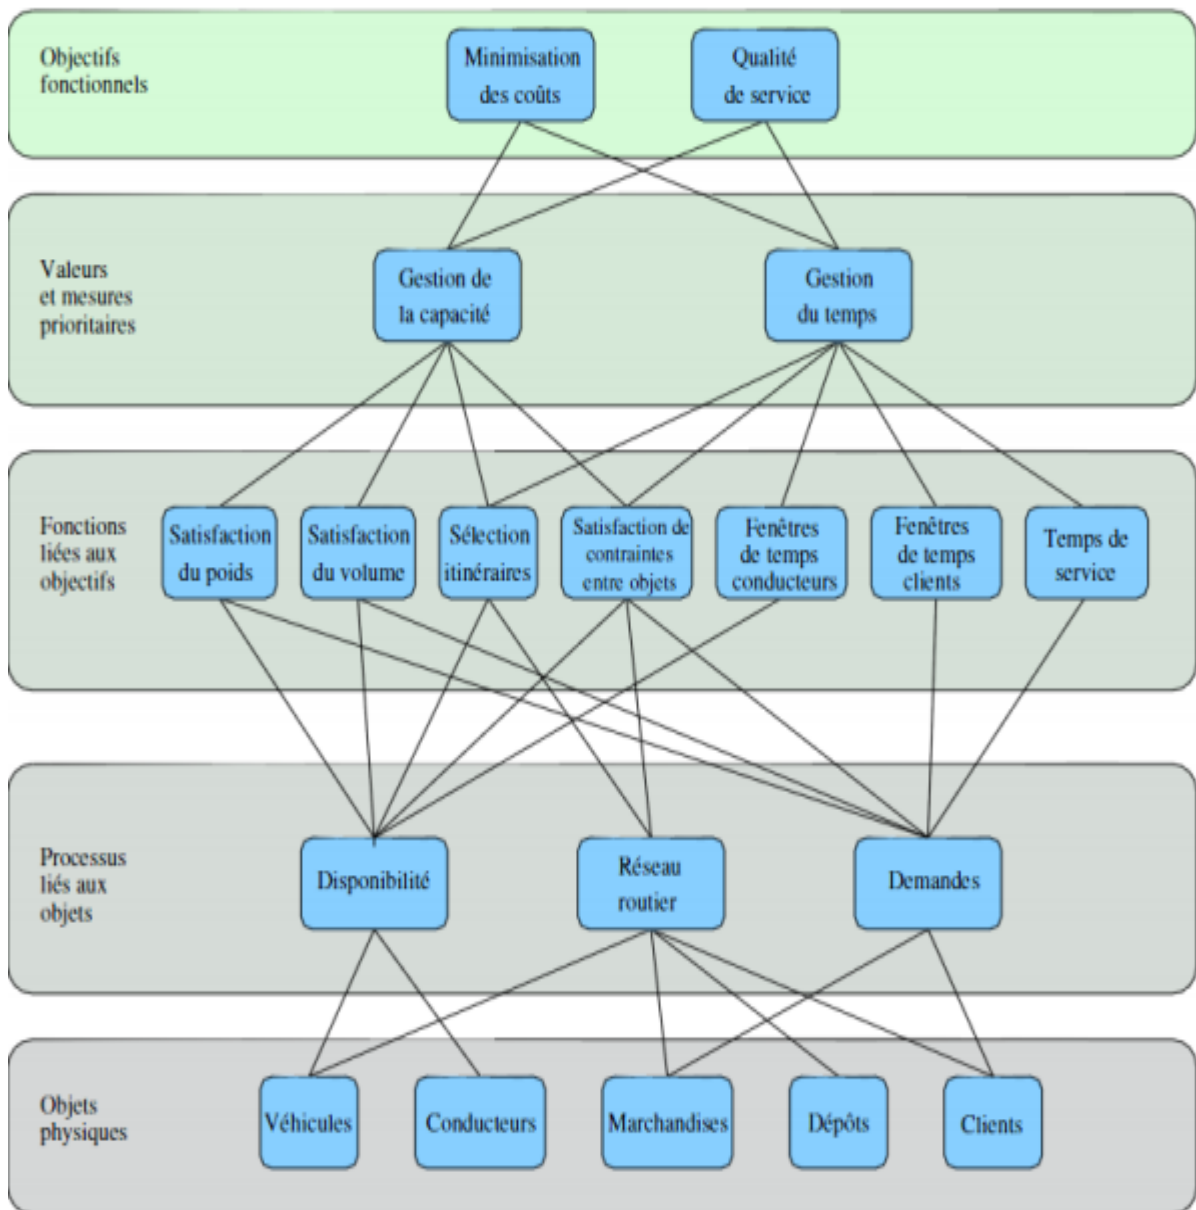 Objectifs
fonctionnels
Minimisation
des coûts
Qualité
de service
Valeurs
et mesures
prioritaires
Gestion de
la capacité
Gestion
du temps
Fonctions
liées aux
objectifs
Satisfaction
du poids
Satisfaction
du volume
Sélection
itinéraires
Satisfaction de
contraintes
entre objets
Fenêtres
de temps
conducteurs
Fenêtres
de temps
clients
Temps de
service
Processus
liés aux
objets
Disponibilité
Réseau
routier
Demandes
Objets
physiques
Véhicules
Conducteurs
Marchandises
Dépôts
Clients